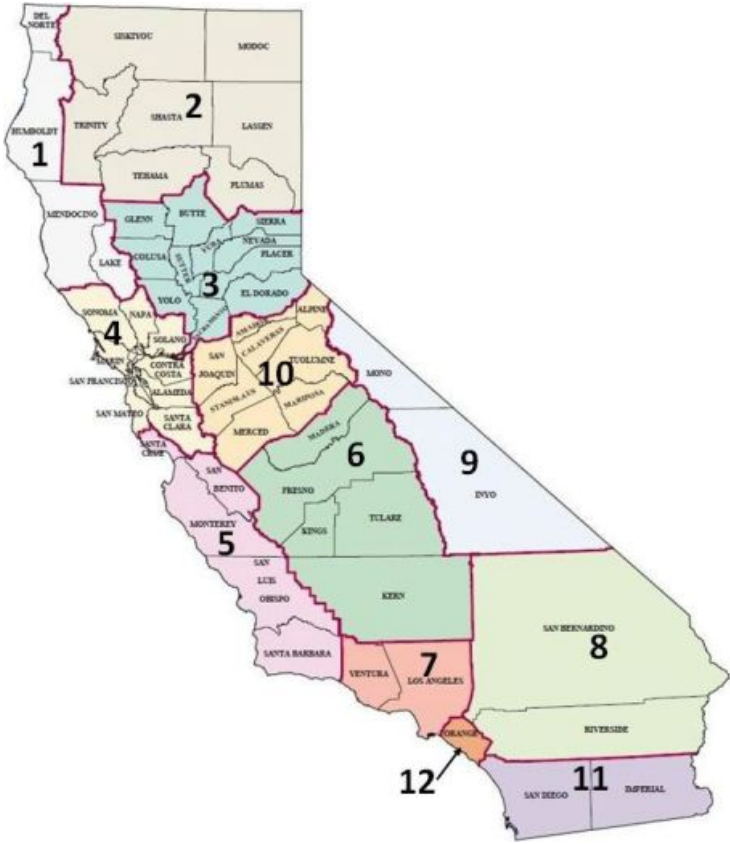 DEL
NORTE
SISKIYOU
MODOC
HUMBOLDT
1
TRINITY
SHASTA
2
LASSEN
TEHAMA
PLUMAS
MENDOCINO
LAKE
GLENN
BUTTE
SIERRA
COLUSA
SUTTER
YUBA
NEVADA
PLACER
3
YOLO
EL DORADO
SACRAMENTO
SONOMA
NAPA
4
SOLANO
MARIN
CONTRA
COSTA
SAN FRANCISCO
ALAMEDA
SAN MATEO
SANTA
CLARA
ALPINE
AMADOR
CALAVERAS
SAN
JOAQUIN
TUOLUMNE
10
STANISLAUS
MARIPOSA
MERCED
MONO
9
INYO
SANTA
CRUZ
SAN
BENITO
MONTEREY
5
SAN
LUIS
OBISPO
SANTA BARBARA
MADERA
6
FRESNO
KINGS
TULARE
KERN
VENTURA
7
LOS ANGELES
SAN BERNARDINO
8
RIVERSIDE
ORANGE
12
11
SAN DIEGO
IMPERIAL